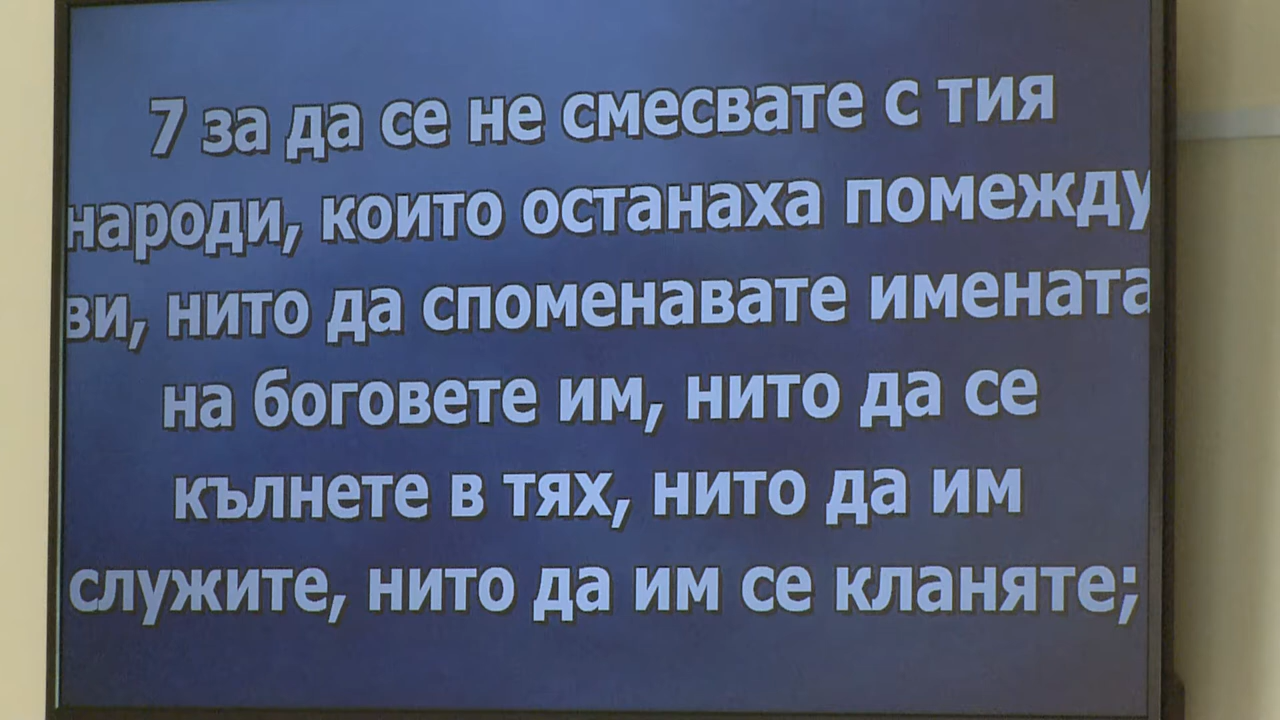 7 за да се не смесвате с тия
народи, които останаха помежду
ви, нито да споменавате имената
на боговете им, нито да се
кълнете в тях, нито да им
служите, нито да им се кланяте;